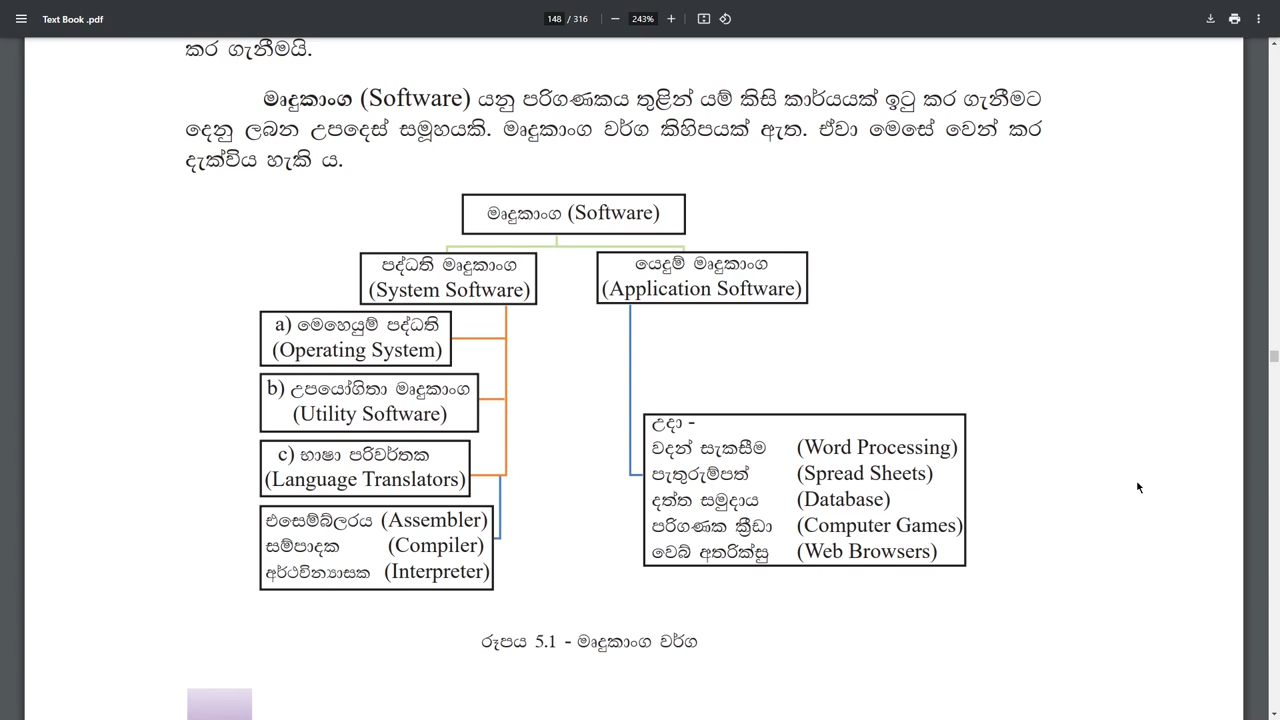 Text Book .pdf
148 / 316
243%
කර ගැනීමයි.
මෘදුකාංග (Software) යනු පරිගණකය තුළින් යම් කිසි කාර්යයක් ඉටු කර ගැනීමට
දෙනු ලබන උපදෙස් සමූහයකි. මෘදුකාංග වර්ග කිහිපයක් ඇත. ඒවා මෙසේ වෙන් කර
දැක්විය හැකි ය.
මෘදුකාංග (Software)
පද්ධති මෘදුකාංග
(System Software)
යෙදුම් මෘදුකාංග
(Application Software)
a) මෙහෙයුම් පද්ධති
(Operating System)
b) උපයෝගිතා මෘදුකාංග
(Utility Software)
c) භාෂා පරිවර්තක
(Language Translators)
එසෙම්බ්ලරය (Assembler)
සම්පාදක (Compiler)
අර්ථවින්‍යාසක (Interpreter)
උදා -
වදන් සැකසීම (Word Processing)
පැතුරුම්පත් (Spread Sheets)
දත්ත සමුදාය (Database)
පරිගණක ක්‍රීඩා (Computer Games)
වෙබ් අතරික්සු (Web Browsers)
රූපය 5.1 - මෘදුකාංග වර්ග